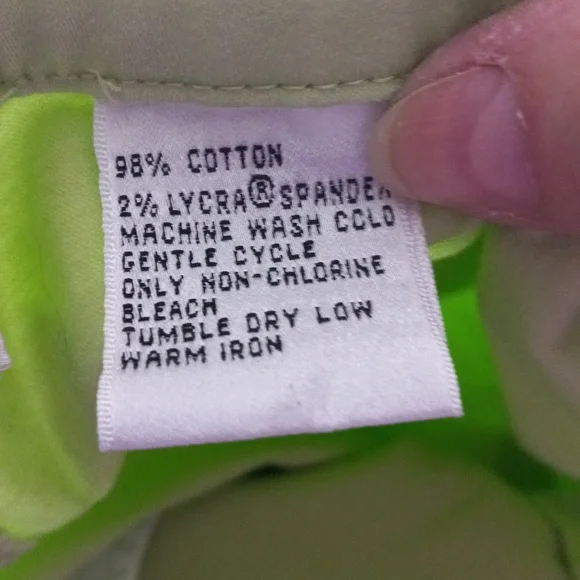 98% COTTON
2% LYCRA® SPANDEX
MACHINE WASH COLD
GENTLE CYCLE
ONLY NON-CHLORINE
BLEACH
TUMBLE DRY LOW
WARM IRON